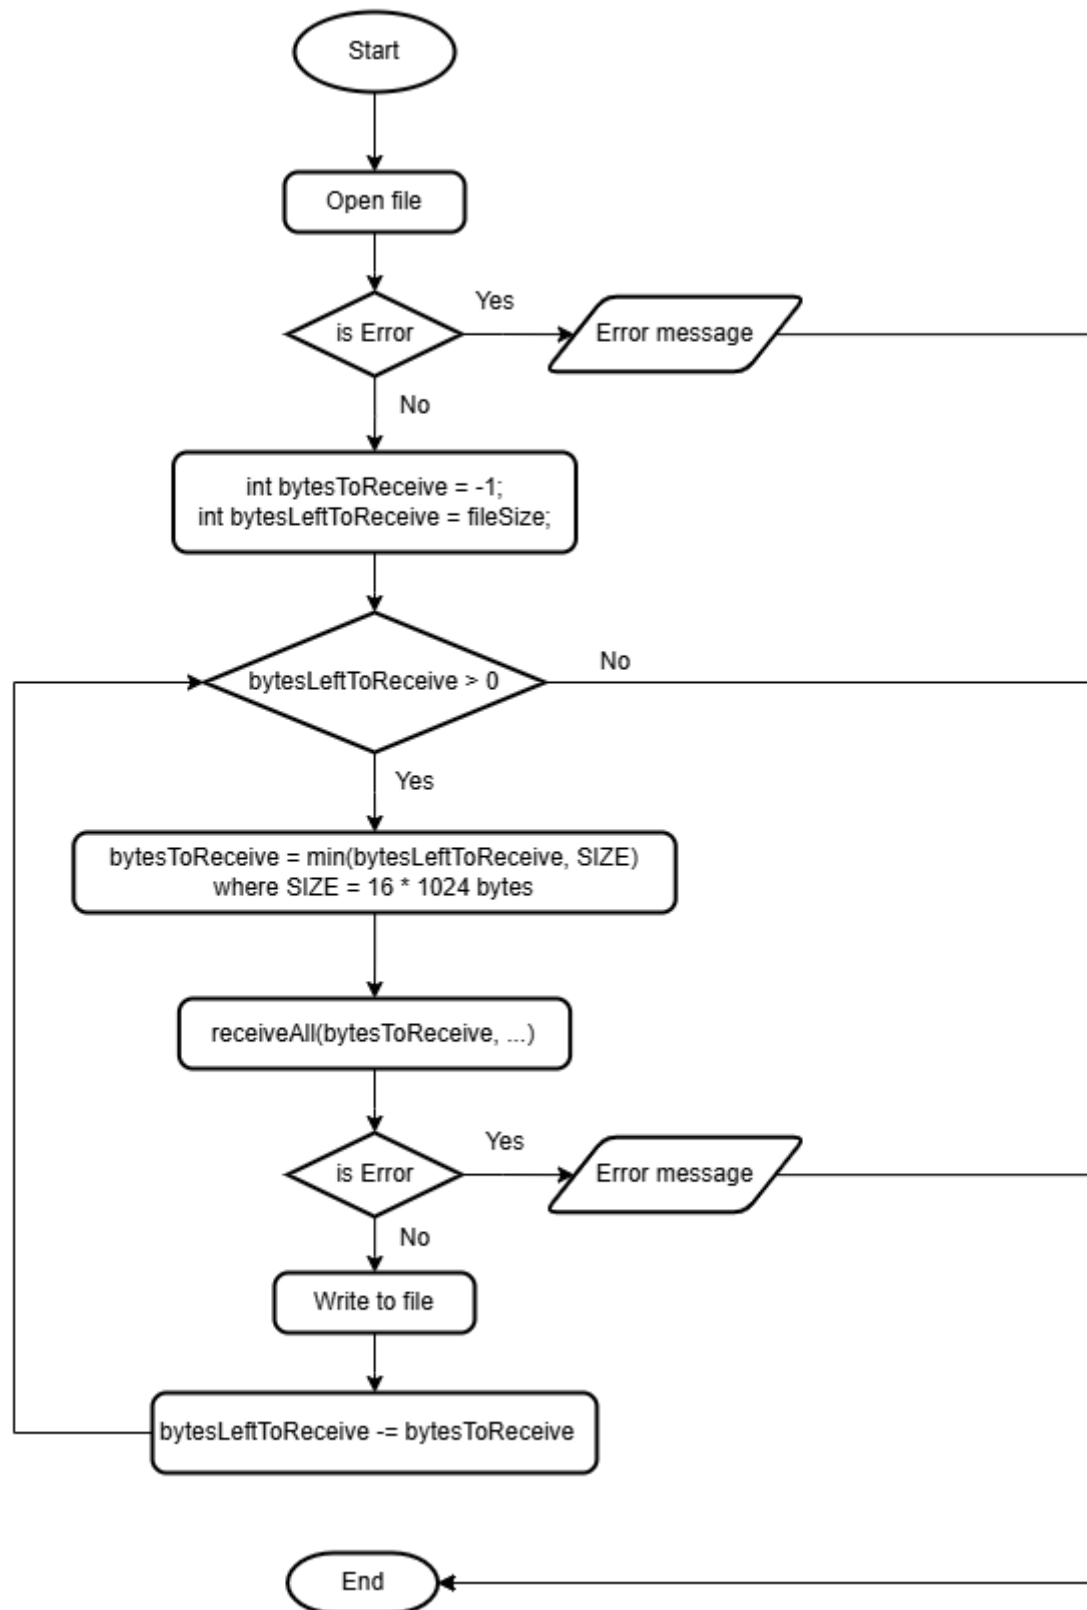 Start
Open file
is Error
Yes
Error message
No
int bytesToReceive = -1;
int bytesLeftToReceive = fileSize;
bytesLeftToReceive > 0
No
Yes
bytesToReceive = min(bytesLeftToReceive, SIZE)
where SIZE = 16 * 1024 bytes
receiveAll(bytesToReceive, ...)
is Error
Yes
Error message
No
Write to file
bytesLeftToReceive -= bytesToReceive
End